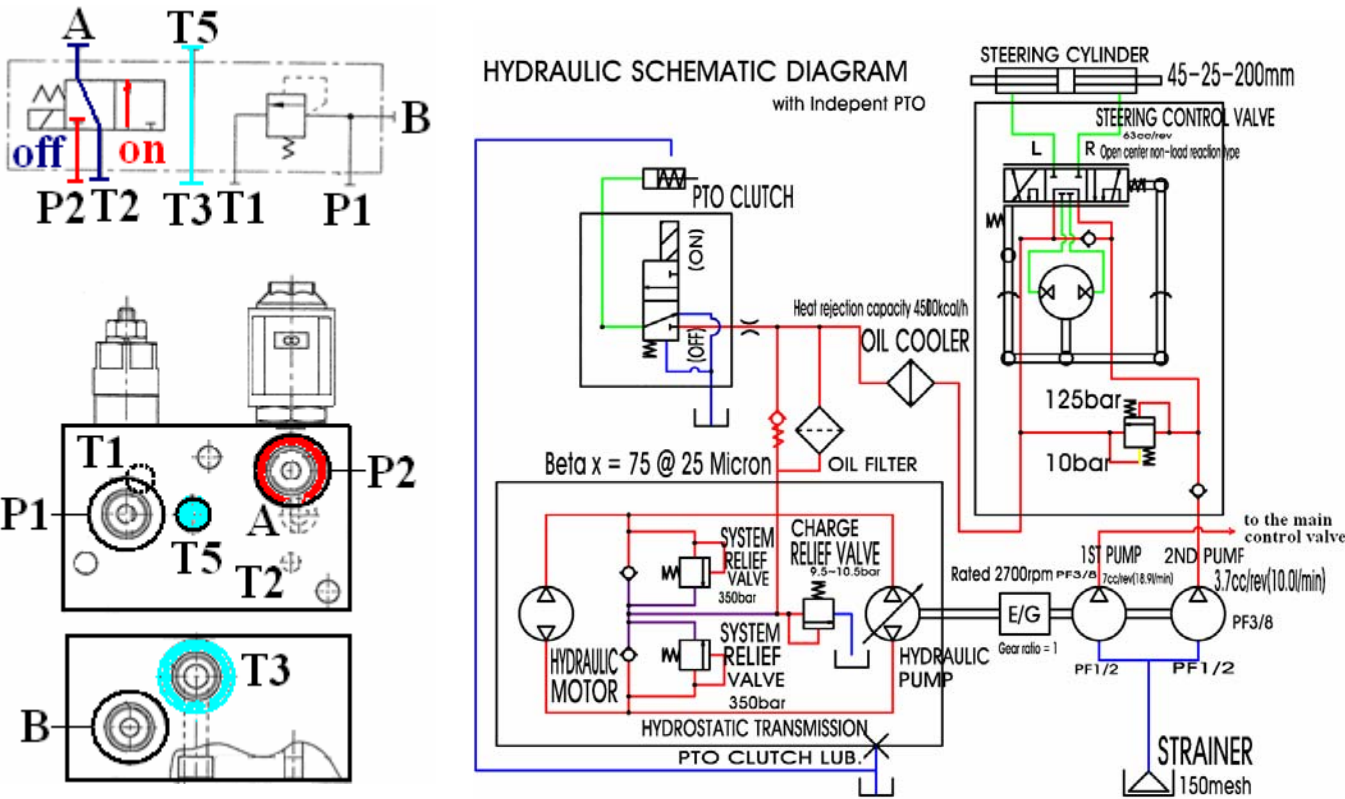 A
T5
B
off
on
P2
T2
T3
T1
P1
T1
P1
T5
A
P2
T2
T3
B
HYDRAULIC SCHEMATIC DIAGRAM
with Indepent PTO
STEERING CYLINDER
45-25-200mm
STEERING CONTROL VALVE
63cc/rev
L
R
Open center non-load reaction type
PTO CLUTCH
(ON)
(OFF)
Heat rejection capacity 4500kcal/h
OIL COOLER
125bar
10bar
Beta x = 75 @ 25 Micron
OIL FILTER
SYSTEM
RELIEF
VALVE
350bar
CHARGE
RELIEF VALVE
9.5~10.5bar
SYSTEM
RELIEF
VALVE
350bar
HYDRAULIC
MOTOR
HYDRAULIC
PUMP
HYDROSTATIC TRANSMISSION
PTO CLUTCH LUB.
to the main
control valve
1ST PUMP
2ND PUMP
Rated 2700rpm
PF3/8
7cc/rev(18.9l/min)
3.7cc/rev(10.0l/min)
E/G
Gear ratio = 1
PF3/8
PF1/2
PF1/2
STRAINER
150mesh